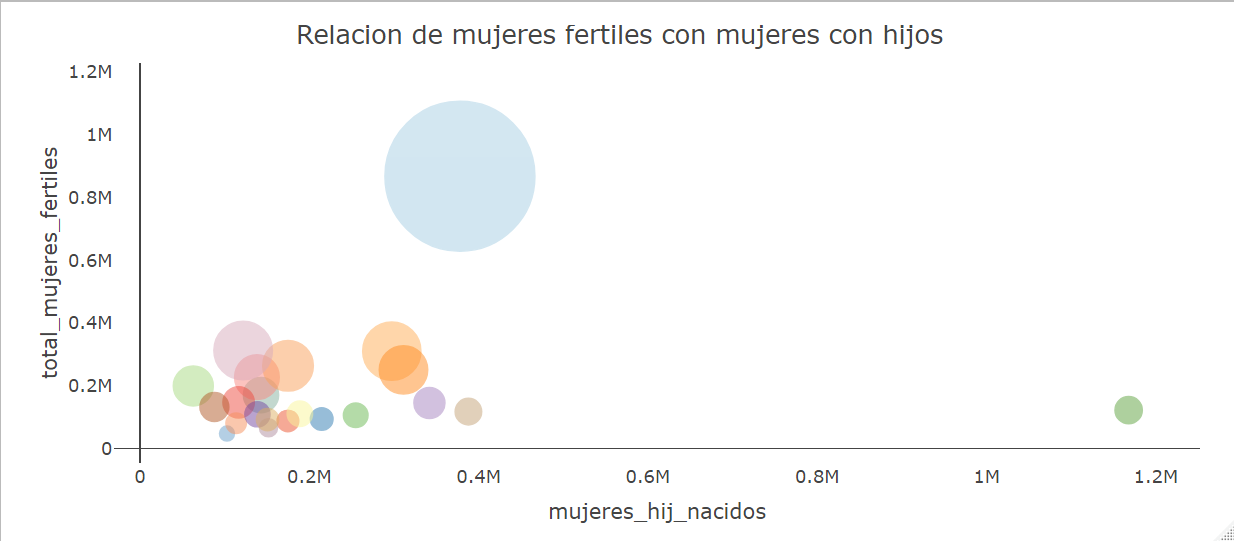 Relacion de mujeres fertiles con mujeres con hijos
1.2M
1M
0.8M
0.6M
0.4M
0.2M
0
total_mujeres_fertiles
0
0.2M
0.4M
0.6M
0.8M
1M
1.2M
mujeres_hij_nacidos